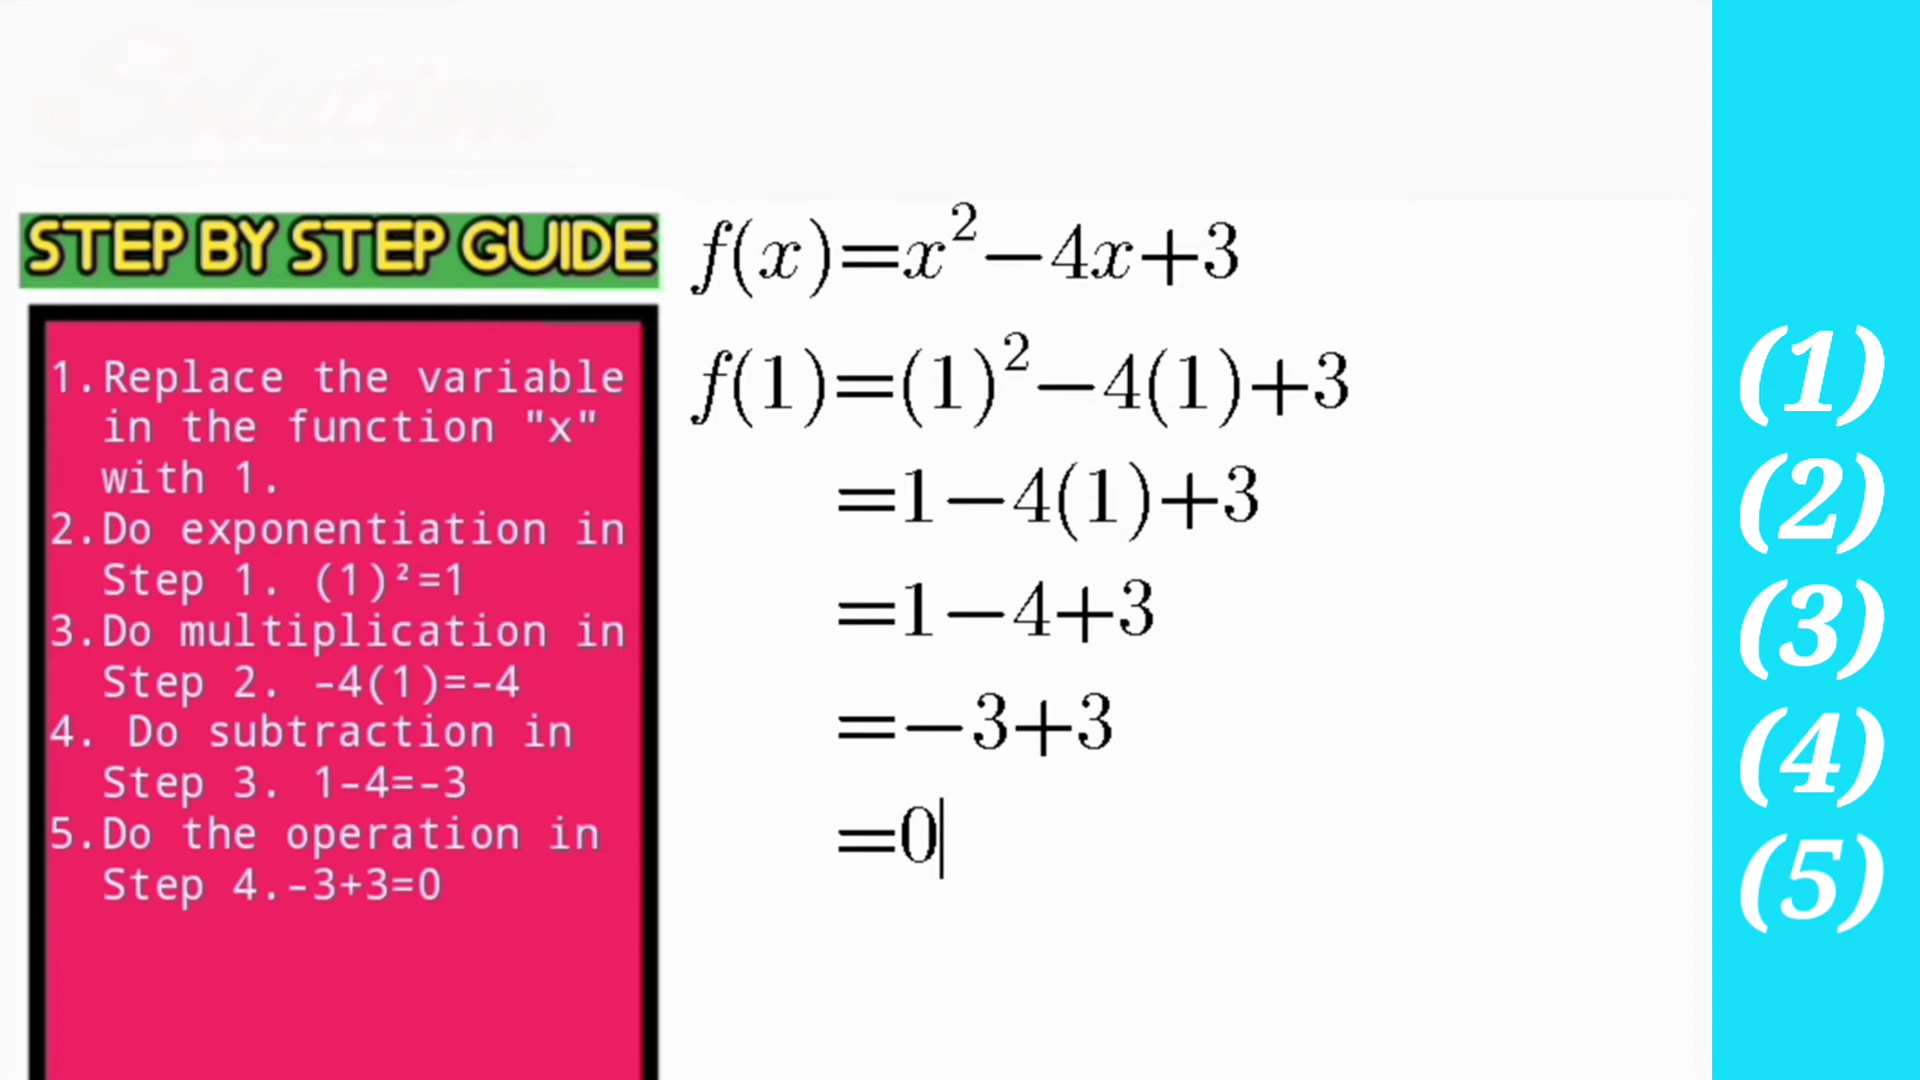 Solution
STEP BY STEP GUIDE
1.Replace the variable
in the function "x"
with 1.
2.Do exponentiation in
Step 1. (1)²=1
3.Do multiplication in
Step 2. -4(1)=-4
4. Do subtraction in
Step 3. 1-4=-3
5.Do the operation in
Step 4.-3+3=0
f(x)=x²−4x+3
f(1)=(1)²−4(1)+3
=1−4(1)+3
=1−4+3
=−3+3
=0
(1)
(2)
(3)
(4)
(5)